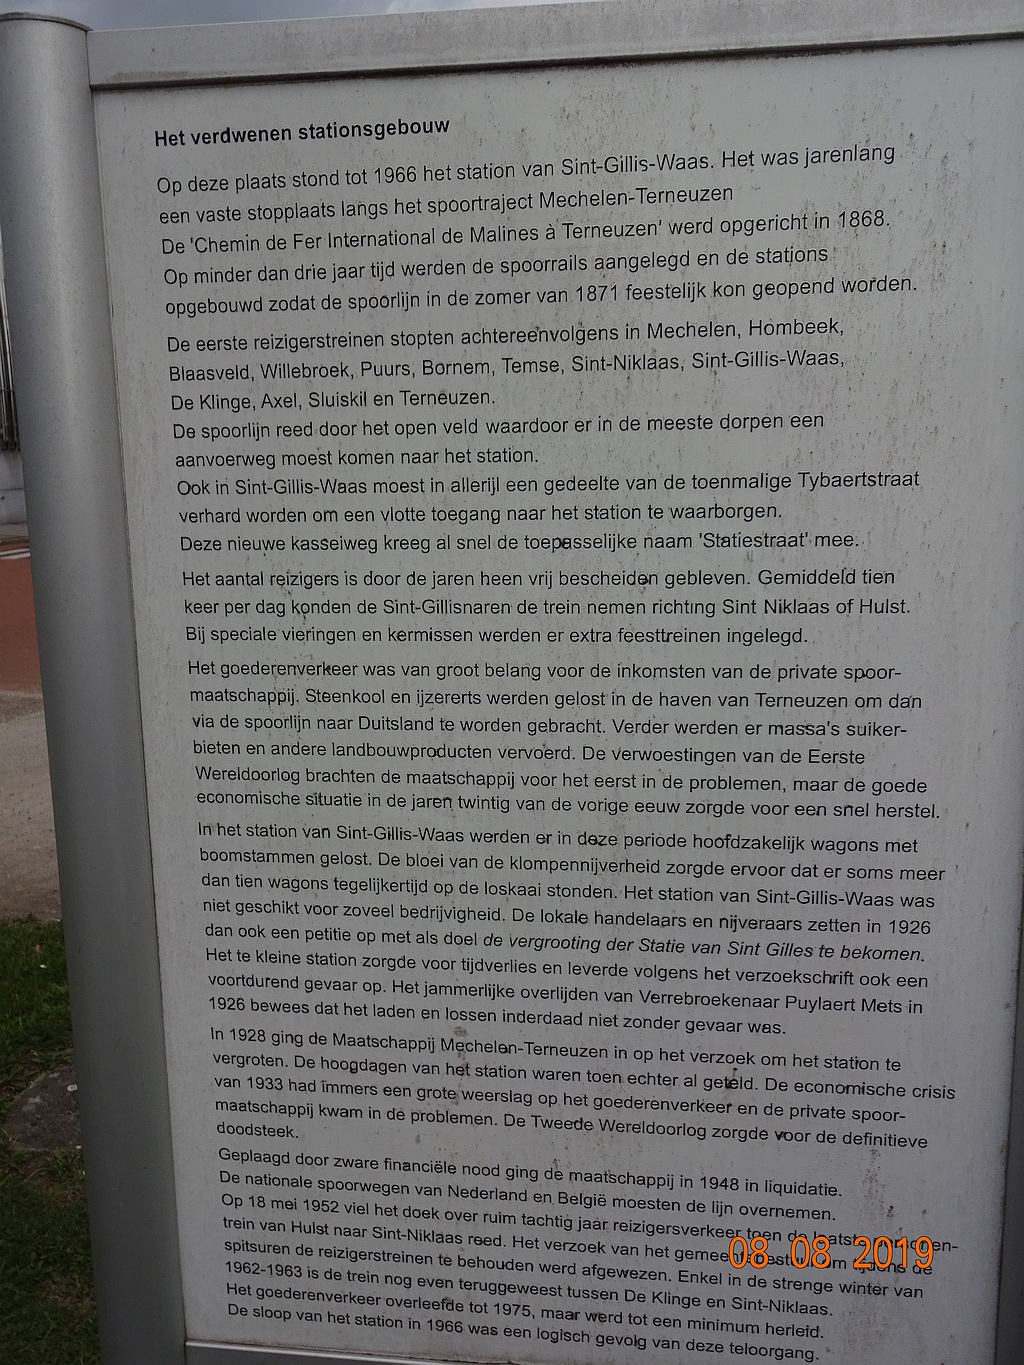 Het verdwenen stationsgebouw
Op deze plaats stond tot 1966 het station van Sint-Gillis-Waas. Het was jarenlang
een vaste stopplaats langs het spoortraject Mechelen-Terneuzen
De 'Chemin de Fer International de Malines à Terneuzen' werd opgericht in 1868.
Op minder dan drie jaar tijd werden de spoorrails aangelegd en de stations
opgebouwd zodat de spoorlijn in de zomer van 1871 feestelijk kon geopend worden.
De eerste reizigerstreinen stopten achtereenvolgens in Mechelen, Hombeek,
Blaasveld, Willebroek, Puurs, Bornem, Temse, Sint-Niklaas, Sint-Gillis-Waas,
De Klinge, Axel, Sluiskil en Terneuzen.
De spoorlijn reed door het open veld waardoor er in de meeste dorpen een
aanvoerweg moest komen naar het station.
Ook in Sint-Gillis-Waas moest in allerijl een gedeelte van de toenmalige Tybaertstraat
verhard worden om een vlotte toegang naar het station te waarborgen.
Deze nieuwe kasseiweg kreeg al snel de toepasselijke naam 'Statiestraat' mee.
Het aantal reizigers is door de jaren heen vrij bescheiden gebleven. Gemiddeld tien
keer per dag konden de Sint-Gillisnaren de trein nemen richting Sint Niklaas of Hulst.
Bij speciale vieringen en kermissen werden er extra feesttreinen ingelegd.
Het goederenverkeer was van groot belang voor de inkomsten van de private spoor-
maatschappij. Steenkool en ijzererts werden gelost in de haven van Terneuzen om dan
via de spoorlijn naar Duitsland te worden gebracht. Verder werden er massa's suiker-
bieten en andere landbouwproducten vervoerd. De verwoestingen van de Eerste
Wereldoorlog brachten de maatschappij voor het eerst in de problemen, maar de goede
economische situatie in de jaren twintig van de vorige eeuw zorgde voor een snel herstel.
In het station van Sint-Gillis-Waas werden er in deze periode hoofdzakelijk wagons met
boomstammen gelost. De bloei van de klompennijverheid zorgde ervoor dat er soms meer
dan tien wagons tegelijkertijd op de loskaai stonden. Het station van Sint-Gillis-Waas was
niet geschikt voor zoveel bedrijvigheid. De lokale handelaars en nijveraars zetten in 1926
dan ook een petitie op met als doel de vergrooting der Statie van Sint Gilles te bekomen.
Het te kleine station zorgde voor tijdverlies en leverde volgens het verzoekschrift ook een
voortdurend gevaar op. Het jammerlijke overlijden van Verrebroekenaar Puylaert Mets in
1926 bewees dat het laden en lossen inderdaad niet zonder gevaar was.
In 1928 ging de Maatschappij Mechelen-Terneuzen in op het verzoek om het station te
vergroten. De hoogdagen van het station waren toen echter al geteld. De economische crisis
van 1933 had immers een grote weerslag op het goederenverkeer en de private spoor-
maatschappij kwam in de problemen. De Tweede Wereldoorlog zorgde voor de definitieve
doodsteek.
Geplaagd door zware financiële nood ging de maatschappij in 1948 in liquidatie.
De nationale spoorwegen van Nederland en België moesten de lijn overnemen.
Op 18 mei 1952 viel het doek over ruim tachtig jaar reizigersverkeer toen de laatste
trein van Hulst naar Sint-Niklaas reed. Het verzoek van het gemeentebestuur om tijdens de
spitsuren de reizigerstreinen te behouden werd afgewezen. Enkel in de strenge winter van
1962-1963 is de trein nog even teruggeweest tussen De Klinge en Sint-Niklaas.
Het goederenverkeer overleefde tot 1975, maar werd tot een minimum herleid.
De sloop van het station in 1966 was een logisch gevolg van deze teloorgang.
08 08 2019